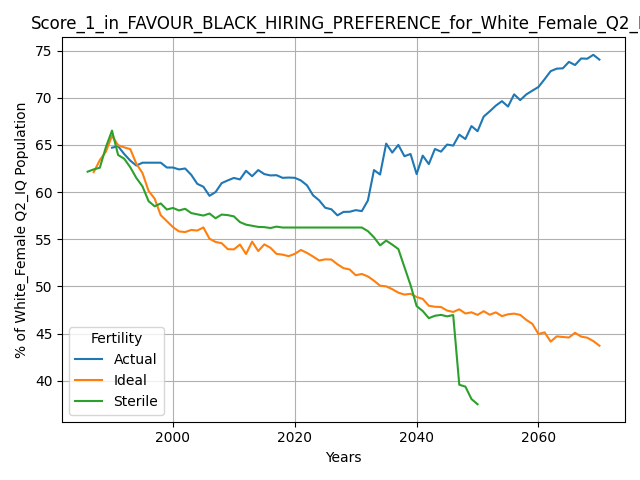 Score_1_in_FAVOUR_BLACK_HIRING_PREFERENCE_for_White_Female_Q2_
% of White_Female Q2_IQ Population
75
70
65
60
55
50
45
40
Fertility
Actual
Ideal
Sterile
2000
2020
2040
2060
Years